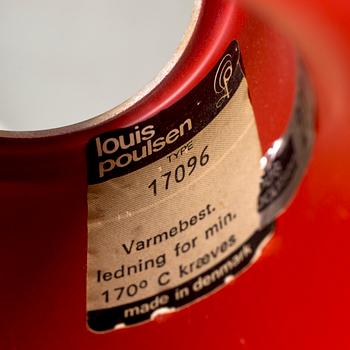 louis
poulsen
TYPE
17096
Varmebest.
ledning for min.
170° C kræves
made in denmark